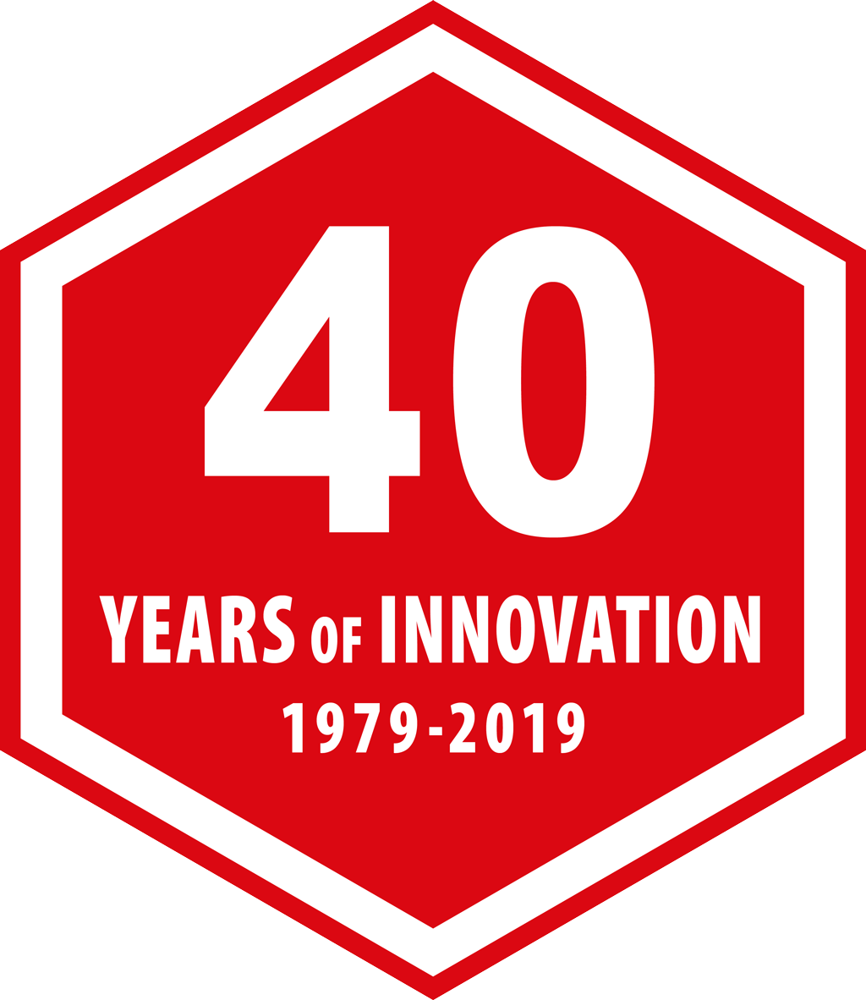 40
YEARS OF INNOVATION
1979-2019